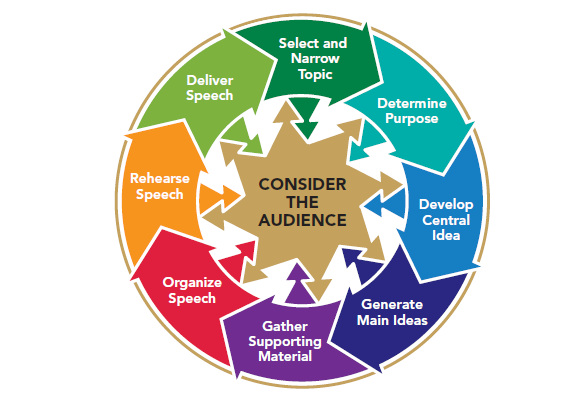 Select and
Narrow
Topic
Determine
Purpose
Develop
Central
Idea
Generate
Main Ideas
Gather
Supporting
Material
Organize
Speech
Rehearse
Speech
Deliver
Speech
CONSIDER
THE
AUDIENCE